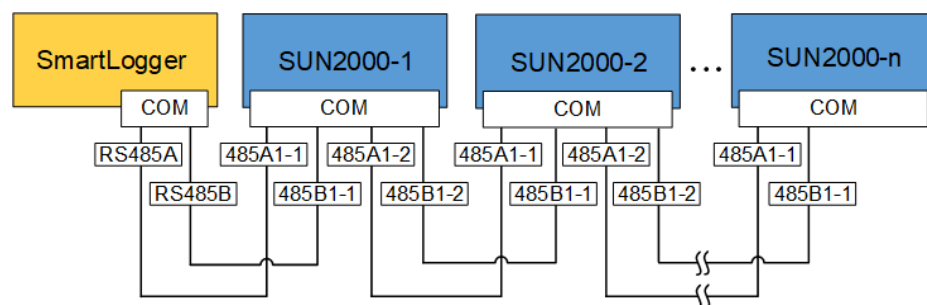 SmartLogger
SUN2000-1
SUN2000-2
...
SUN2000-n
COM
COM
COM
COM
RS485A
485A1-1
485A1-2
485A1-1
485A1-2
485A1-1
RS485B
485B1-1
485B1-2
485B1-1
485B1-2
485B1-1